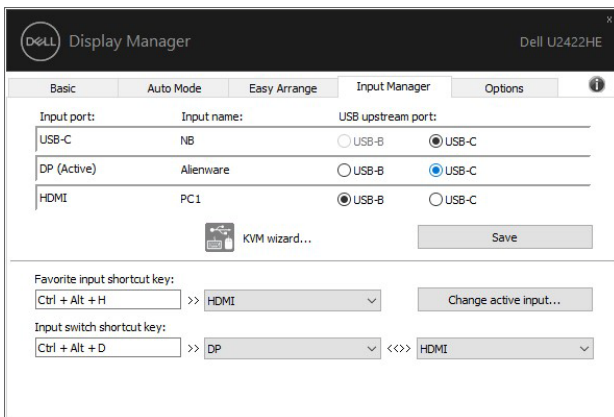 DELL Display Manager Dell U2422HE x
Basic Auto Mode Easy Arrange Input Manager Options i
Input port: Input name: USB upstream port:
USB-C NB USB-B USB-C
DP (Active) Alienware USB-B USB-C
HDMI PC1 USB-B USB-C
KVM wizard... Save
Favorite input shortcut key:
Ctrl + Alt + H >> HDMI Change active input...
Input switch shortcut key:
Ctrl + Alt + D >> DP <<>> HDMI